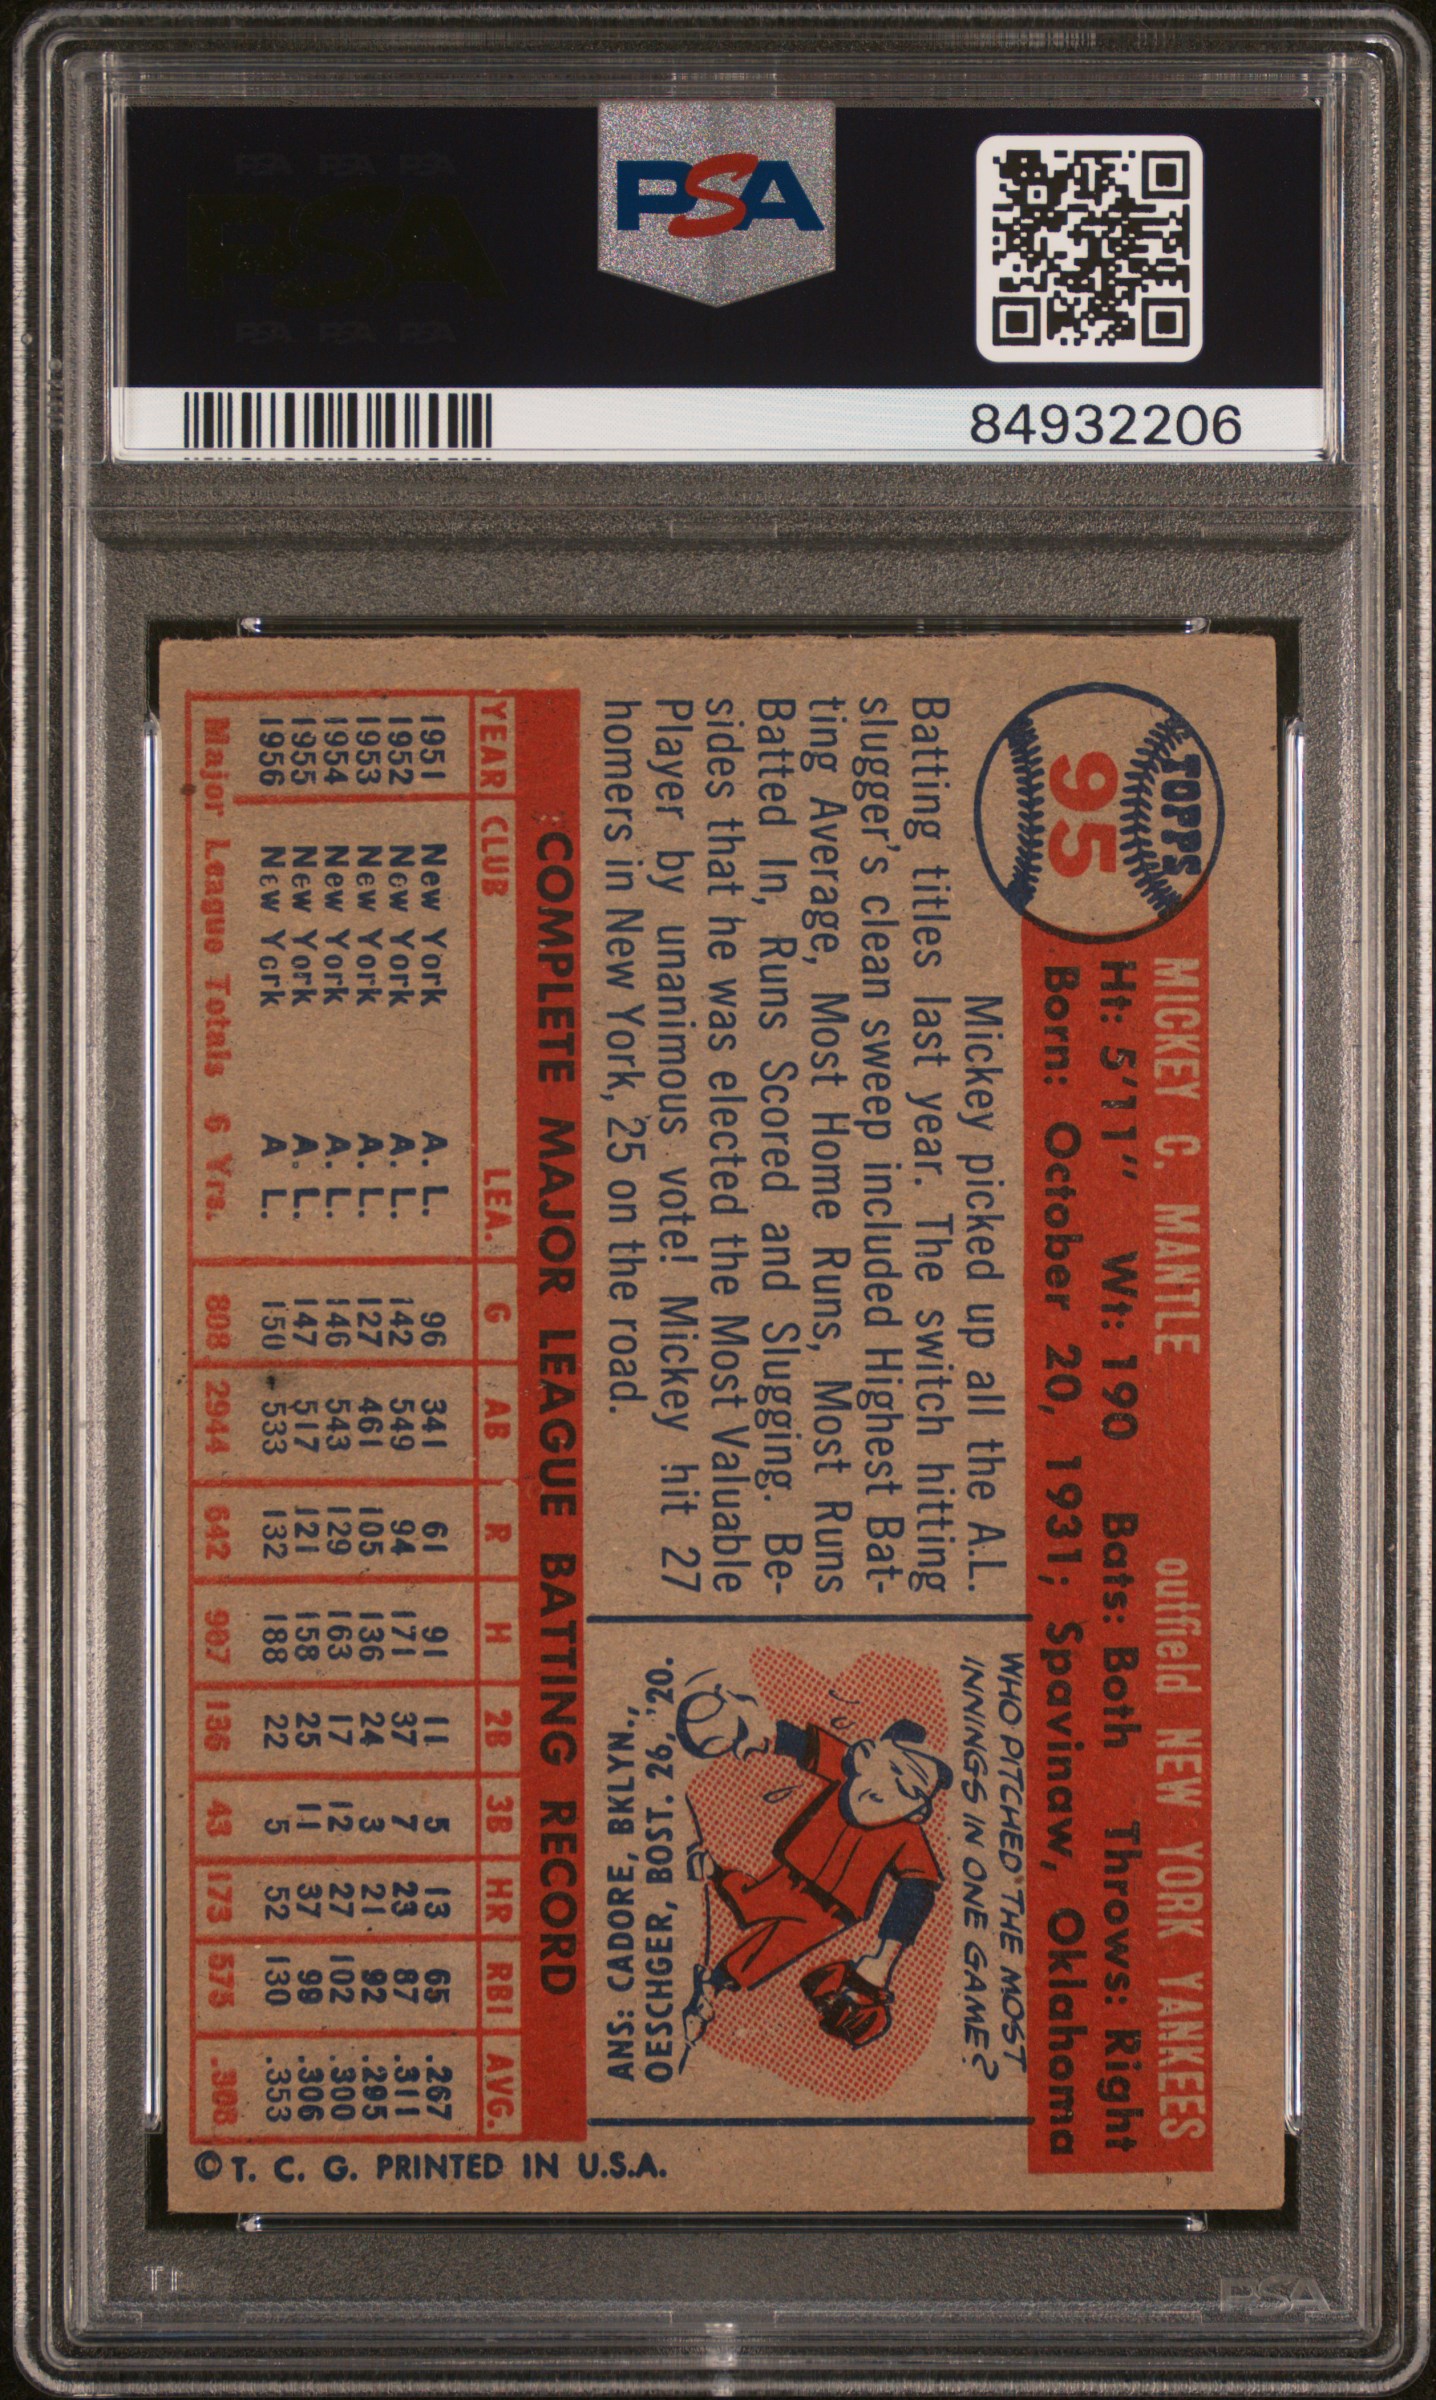 PSA
84932206
TOPPS
95
MICKEY C. MANTLE outfield NEW YORK YANKEES
Ht: 5'11" Wt: 190 Bats: Both Throws: Right
Born: October 20, 1931; Spavinaw, Oklahoma
Mickey picked up all the A.L.
Batting titles last year. The switch hitting
slugger's clean sweep included Highest Bat-
ting Average, Most Home Runs, Most Runs
Batted In, Runs Scored and Slugging. Be-
sides that he was elected the Most Valuable
Player by unanimous vote! Mickey hit 27
homers in New York, 25 on the road.
WHO PITCHED THE MOST
INNINGS IN ONE GAME?
ANS: CADORE, BKLYN.,
OESCHGER, BOST. 26, '20.
COMPLETE MAJOR LEAGUE BATTING RECORD
YEAR CLUB LEA. G AB R H 2B 3B HR RBI AVG.
1951 New York A. L. 96 341 61 91 11 5 13 65 .267
1952 New York A. L. 142 549 94 171 37 7 23 87 .311
1953 New York A. L. 127 461 105 136 24 3 21 92 .295
1954 New York A. L. 146 543 129 163 17 12 27 102 .300
1955 New York A. L. 147 517 121 158 25 11 37 99 .306
1956 New York A L. 150 533 132 188 22 5 52 130 .353
Major League Totals 6 Yrs. 808 2944 642 907 136 43 173 575 .308
© T. C. G. PRINTED IN U.S.A.
PSA